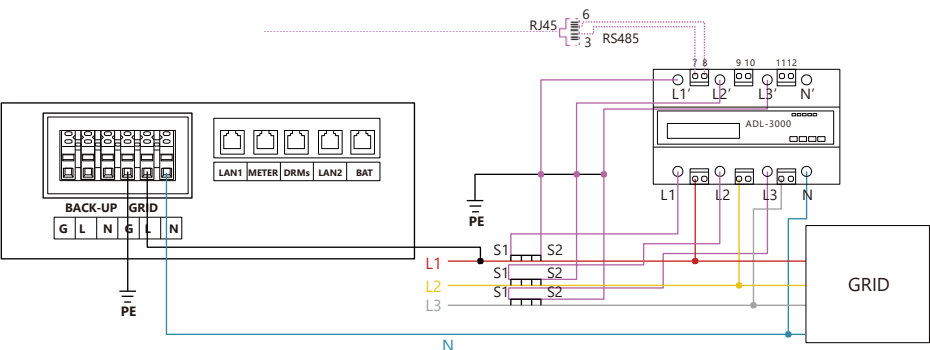 6
RJ45
3 RS485
7 8 9 10 11 12
L1′ L2′ L3′ N′
ADL-3000
LAN1 METER DRMs LAN2 BAT
L1 L2 L3 N
BACK-UP GRID
G L N G L N
PE
S1 S2
L1
S1 S2
L2
S1 S2
L3
GRID
PE
N